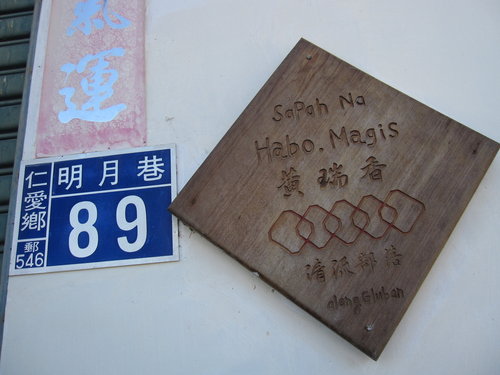 運
仁愛鄉
郵
546
明月巷
89
Sapah Na
Habo. Magis
黃瑞香
清流部落
alang Gluban